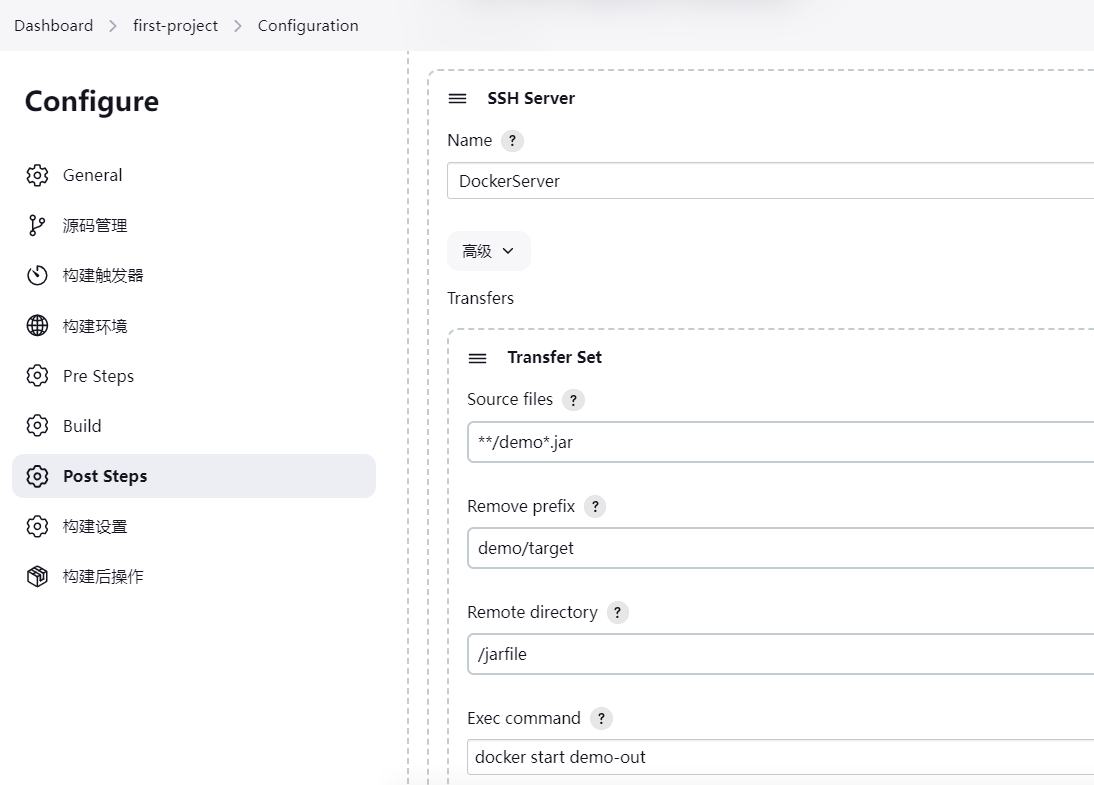 Dashboard > first-project > Configuration
Configure
General
源码管理
构建触发器
构建环境
Pre Steps
Build
Post Steps
构建设置
构建后操作
SSH Server
Name ?
DockerServer
高级
Transfers
Transfer Set
Source files ?
**/demo*.jar
Remove prefix ?
demo/target
Remote directory ?
/jarfile
Exec command ?
docker start demo-out